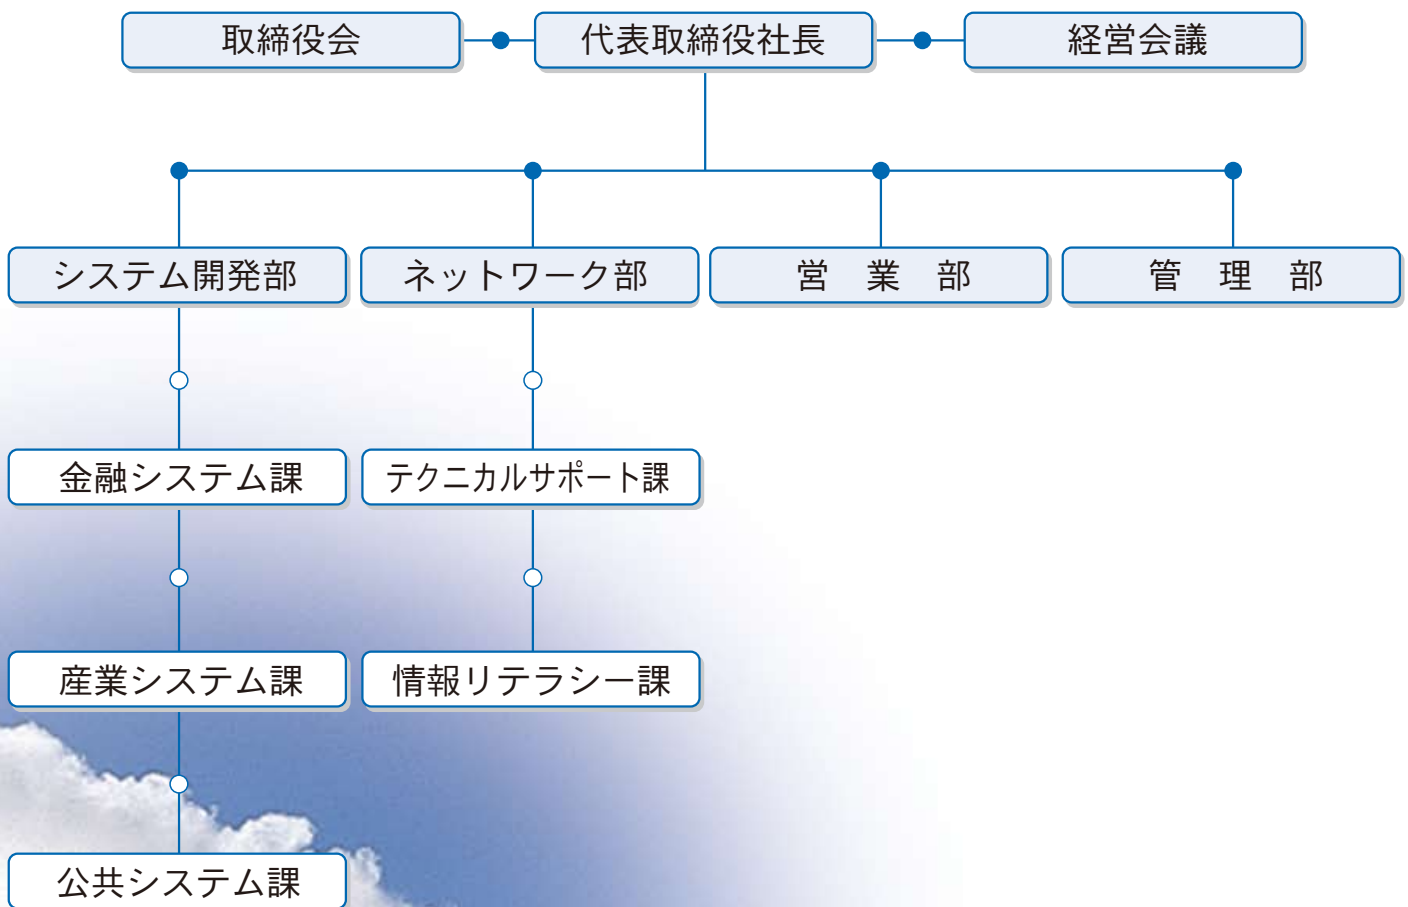 取締役会
代表取締役社長
経営会議
システム開発部
ネットワーク部
営　業　部
管　理　部
金融システム課
テクニカルサポート課
産業システム課
情報リテラシー課
公共システム課